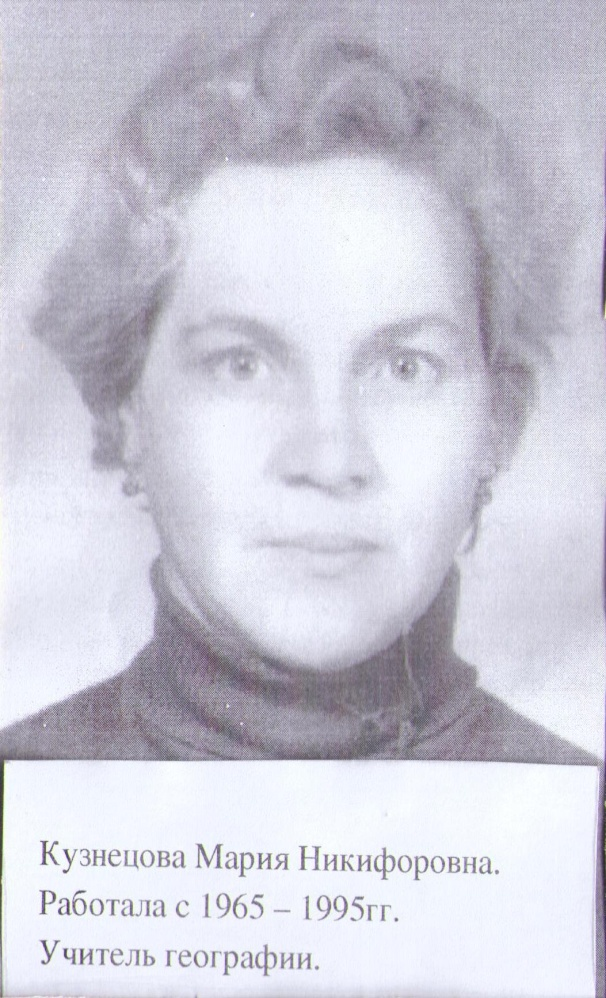 Кузнецова Мария Никифоровна.
Работала с 1965 – 1995гг.
Учитель географии.